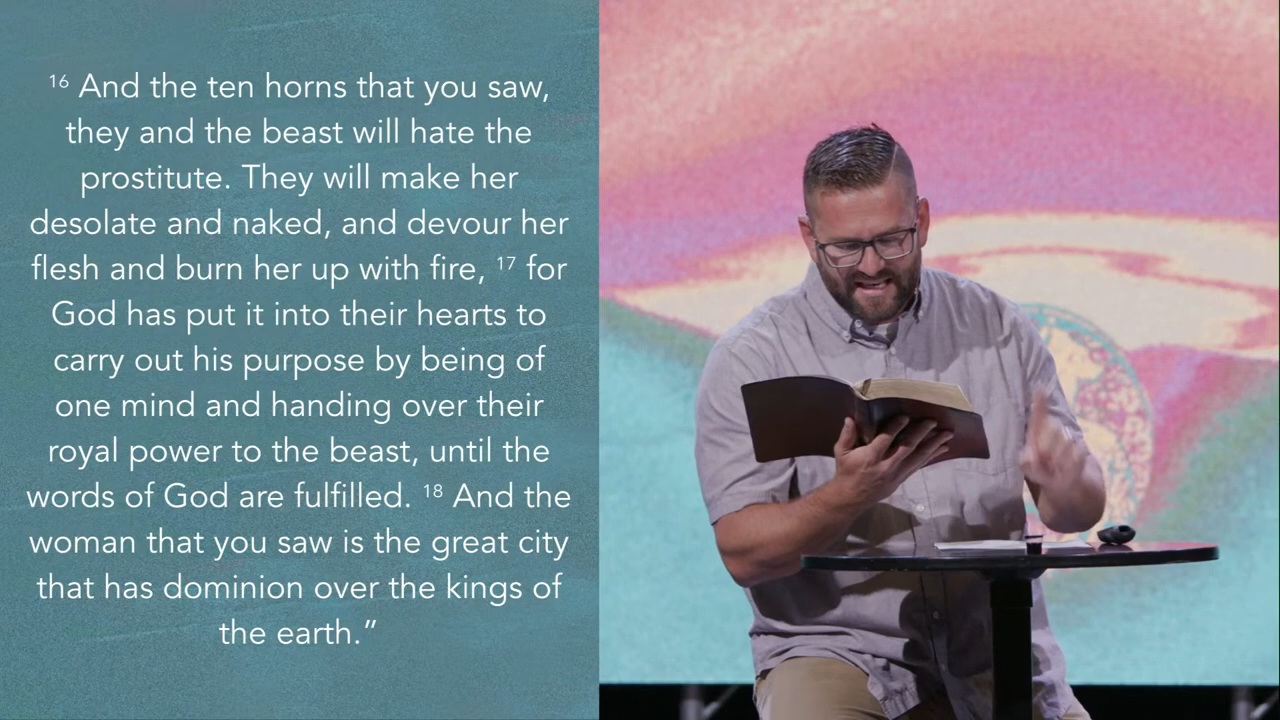 ¹⁶ And the ten horns that you saw,
they and the beast will hate the
prostitute. They will make her
desolate and naked, and devour her
flesh and burn her up with fire, ¹⁷ for
God has put it into their hearts to
carry out his purpose by being of
one mind and handing over their
royal power to the beast, until the
words of God are fulfilled. ¹⁸ And the
woman that you saw is the great city
that has dominion over the kings of
the earth.”